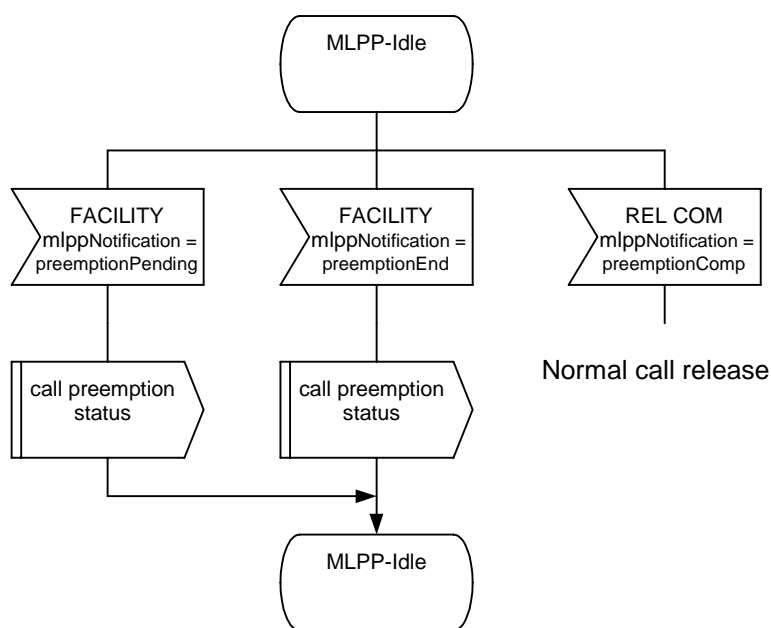 MLPP-Idle
FACILITY
mlppNotification =
preemptionPending
FACILITY
mlppNotification =
preemptionEnd
REL COM
mlppNotification =
preemptionComp
call preemption
status
call preemption
status
Normal call release
MLPP-Idle